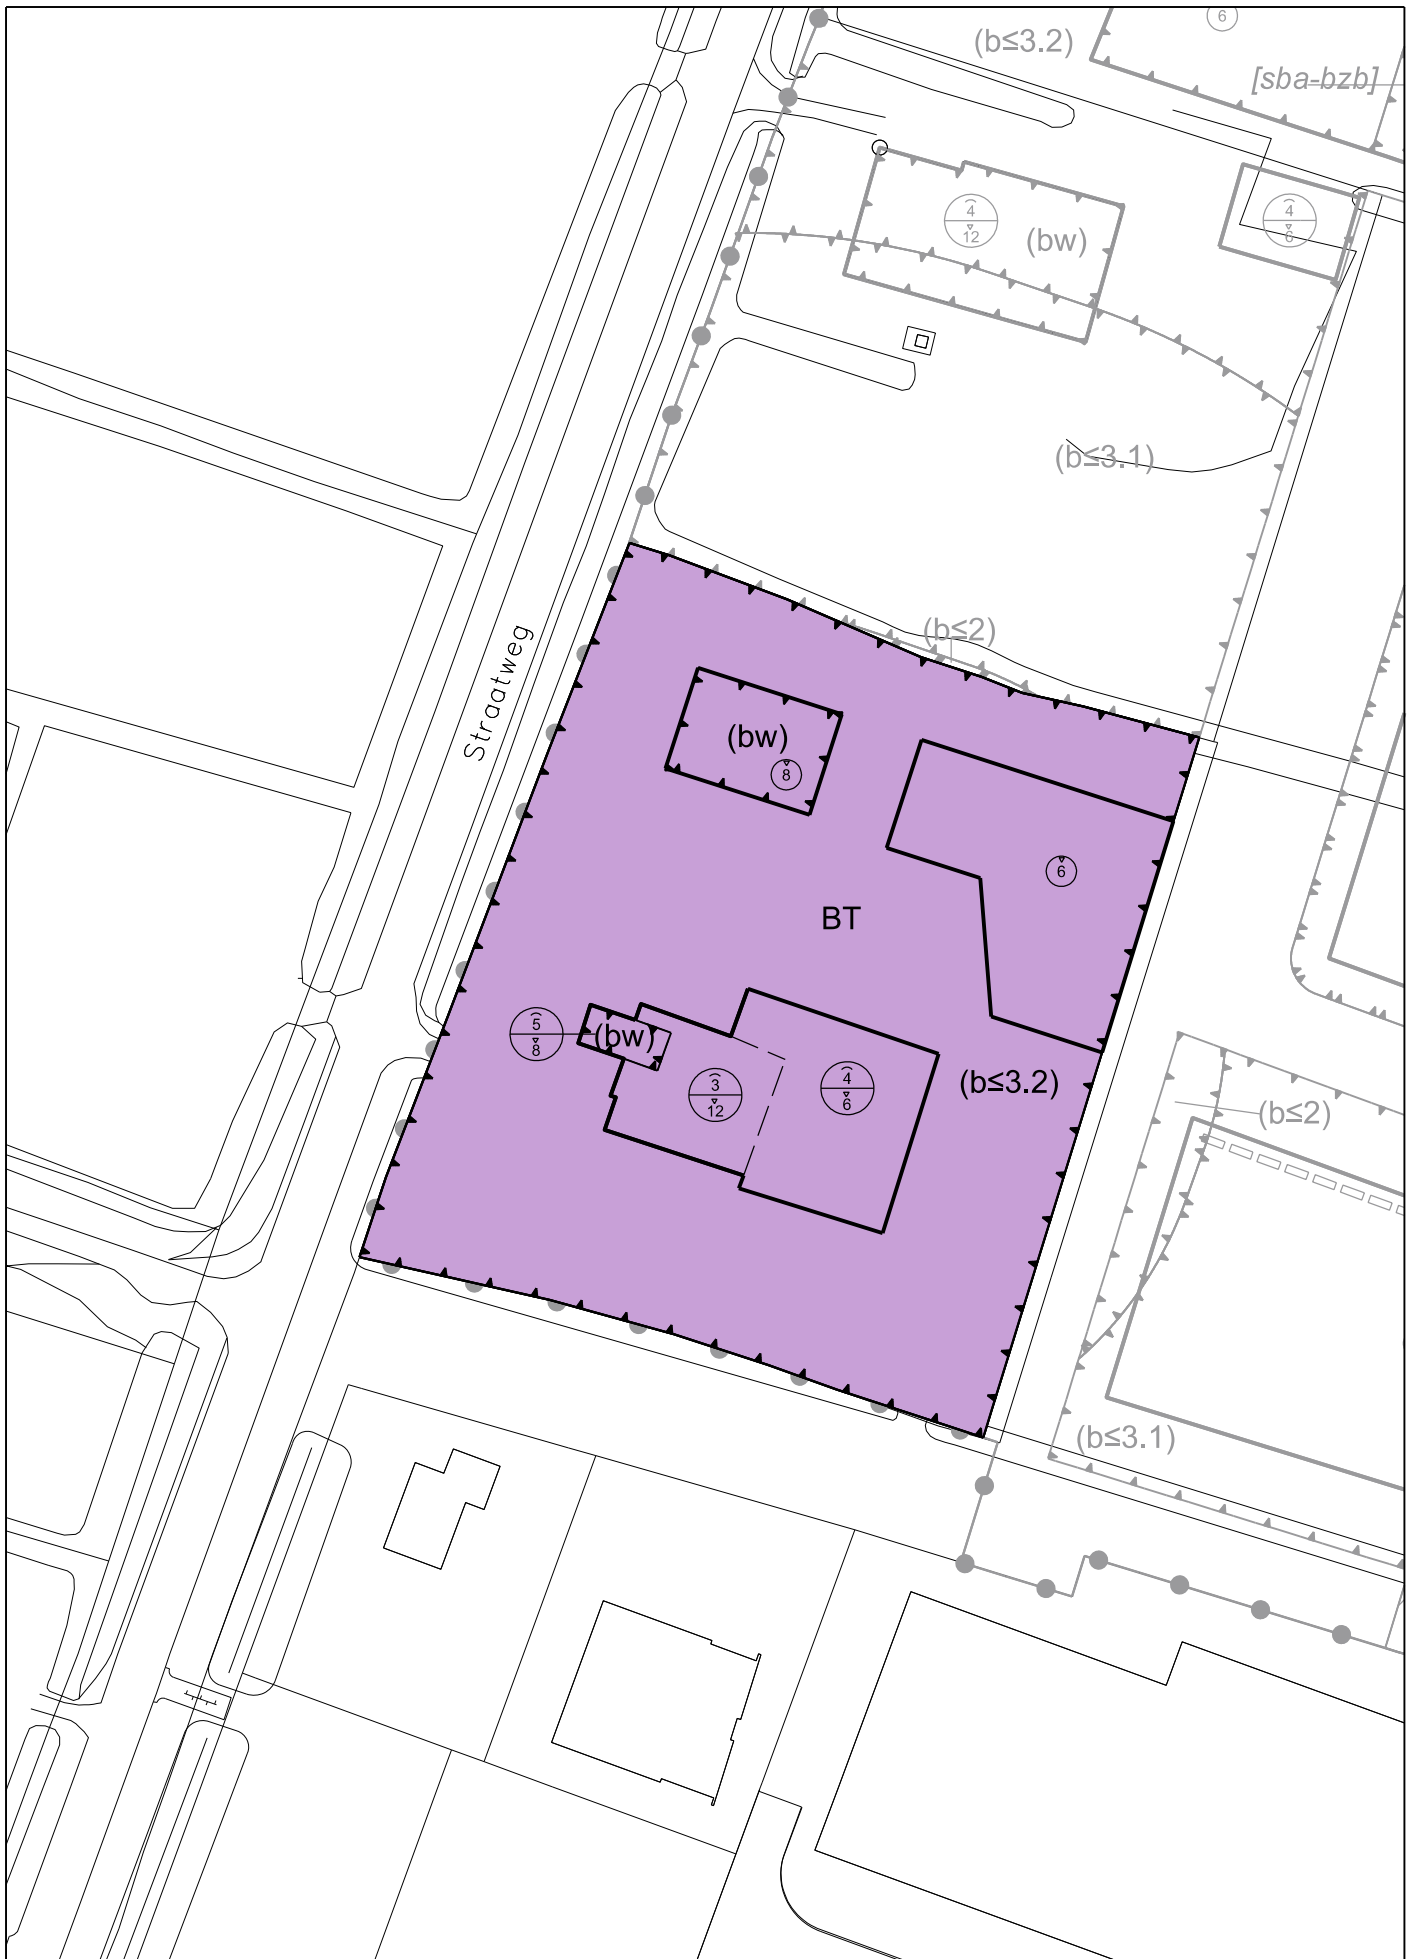 6
(b≤3.2)
[sba-bzb]
4
12
(bw)
4
6
(b≤3.1)
(b≤2)
Straatweg
(bw)
8
6
BT
5
8
(bw)
3
12
4
6
(b≤3.2)
(b≤2)
(b≤3.1)